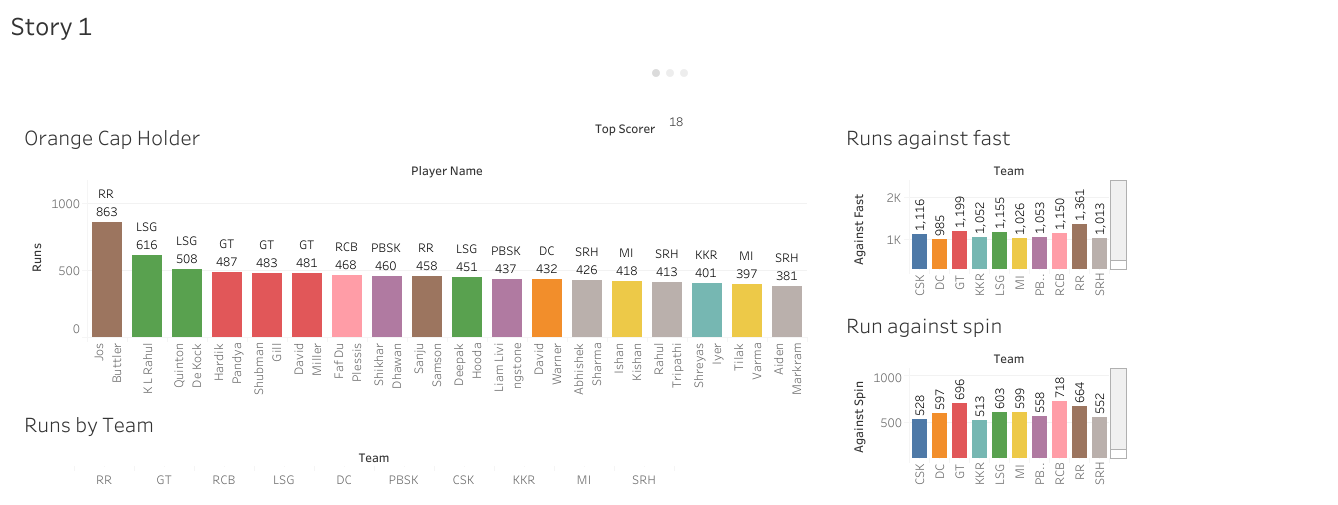 Story 1
Orange Cap Holder
Top Scorer 18
Player Name
Runs
1000
500
0
RR
863
LSG
616
LSG
508
GT
487
GT
483
GT
481
RCB
468
PBSK
460
RR
458
LSG
451
PBSK
437
DC
432
SRH
426
MI
418
SRH
413
KKR
401
MI
397
SRH
381
Jos
Buttler
K L Rahul
Quinton
De Kock
Hardik
Pandya
Shubman
Gill
David
Miller
Faf Du
Plessis
Shikhar
Dhawan
Sanju
Samson
Deepak
Hooda
Liam Livi
ngstone
David
Warner
Abhishek
Sharma
Ishan
Kishan
Rahul
Tripathi
Shreyas
Iyer
Tilak
Varma
Aiden
Markram
Runs by Team
Team
RR GT RCB LSG DC PBSK CSK KKR MI SRH
Runs against fast
Team
Against Fast
2K
1K
1,116 985 1,199 1,052 1,155 1,026 1,053 1,150 1,361 1,013
CSK DC GT KKR LSG MI PB.. RCB RR SRH
Run against spin
Team
Against Spin
1000
500
528 597 696 513 603 599 558 718 664 552
CSK DC GT KKR LSG MI PB.. RCB RR SRH